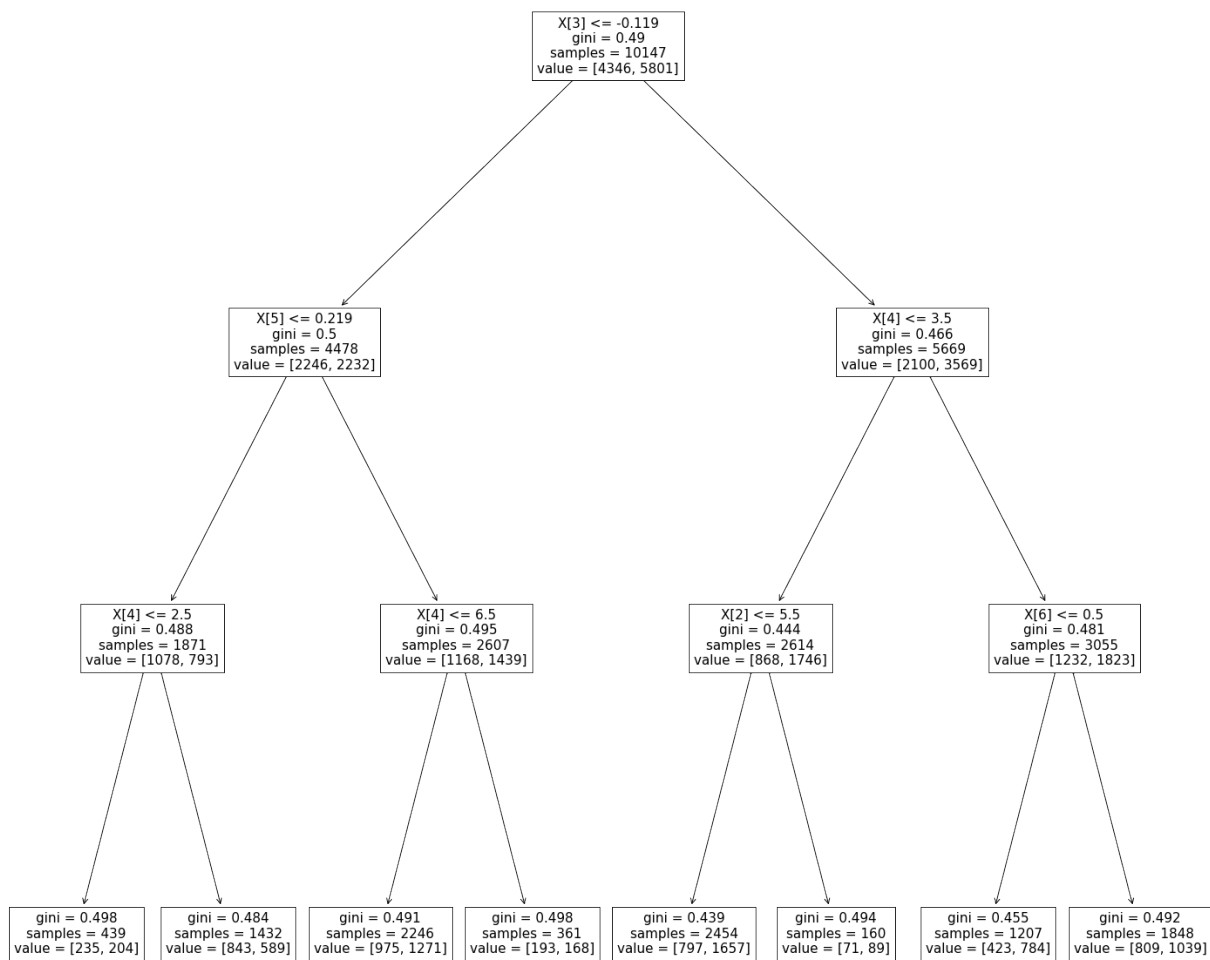 X[3] <= -0.119
gini = 0.49
samples = 10147
value = [4346, 5801]
X[5] <= 0.219
gini = 0.5
samples = 4478
value = [2246, 2232]
X[4] <= 3.5
gini = 0.466
samples = 5669
value = [2100, 3569]
X[4] <= 2.5
gini = 0.488
samples = 1871
value = [1078, 793]
X[4] <= 6.5
gini = 0.495
samples = 2607
value = [1168, 1439]
X[2] <= 5.5
gini = 0.444
samples = 2614
value = [868, 1746]
X[6] <= 0.5
gini = 0.481
samples = 3055
value = [1232, 1823]
gini = 0.498
samples = 439
value = [235, 204]
gini = 0.484
samples = 1432
value = [843, 589]
gini = 0.491
samples = 2246
value = [975, 1271]
gini = 0.498
samples = 361
value = [193, 168]
gini = 0.439
samples = 2454
value = [797, 1657]
gini = 0.494
samples = 160
value = [71, 89]
gini = 0.455
samples = 1207
value = [423, 784]
gini = 0.492
samples = 1848
value = [809, 1039]